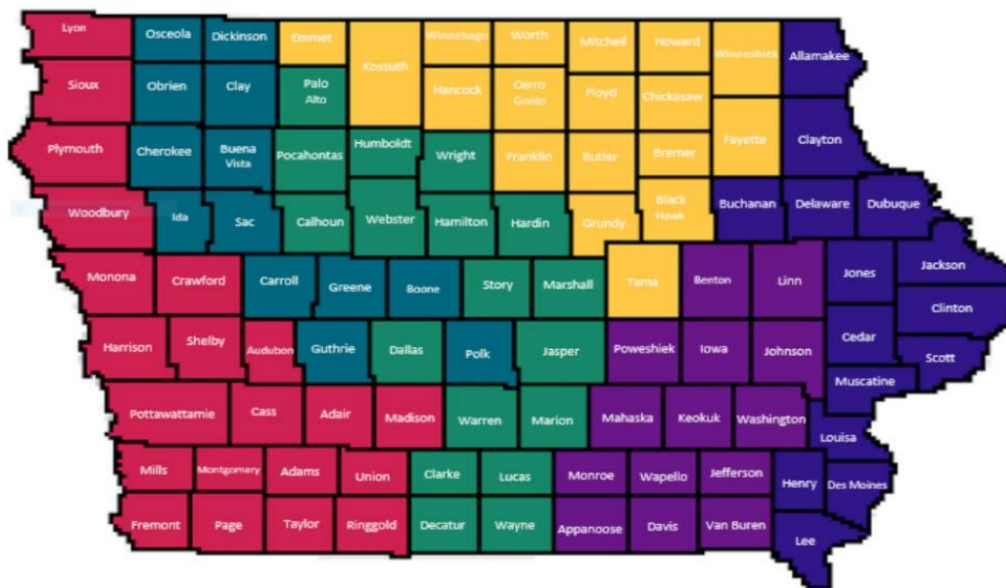 Lyon
Osceola
Dickinson
Emmet
Kossuth
Winnebago
Worth
Mitchell
Howard
Winneshiek
Allamakee
Sioux
Obrien
Clay
Palo
Alto
Hancock
Cerro
Gordo
Floyd
Chickasaw
Fayette
Clayton
Plymouth
Cherokee
Buena
Vista
Pocahontas
Humboldt
Wright
Franklin
Butler
Bremer
Woodbury
Ida
Sac
Calhoun
Webster
Hamilton
Hardin
Grundy
Black
Hawk
Buchanan
Delaware
Dubuque
Monona
Crawford
Carroll
Greene
Boone
Story
Marshall
Tama
Benton
Linn
Jones
Jackson
Clinton
Harrison
Shelby
Audubon
Guthrie
Dallas
Polk
Jasper
Poweshiek
Iowa
Johnson
Cedar
Scott
Muscatine
Pottawattamie
Cass
Adair
Madison
Warren
Marion
Mahaska
Keokuk
Washington
Louisa
Mills
Montgomery
Adams
Union
Clarke
Lucas
Monroe
Wapello
Jefferson
Henry
Des Moines
Fremont
Page
Taylor
Ringgold
Decatur
Wayne
Appanoose
Davis
Van Buren
Lee